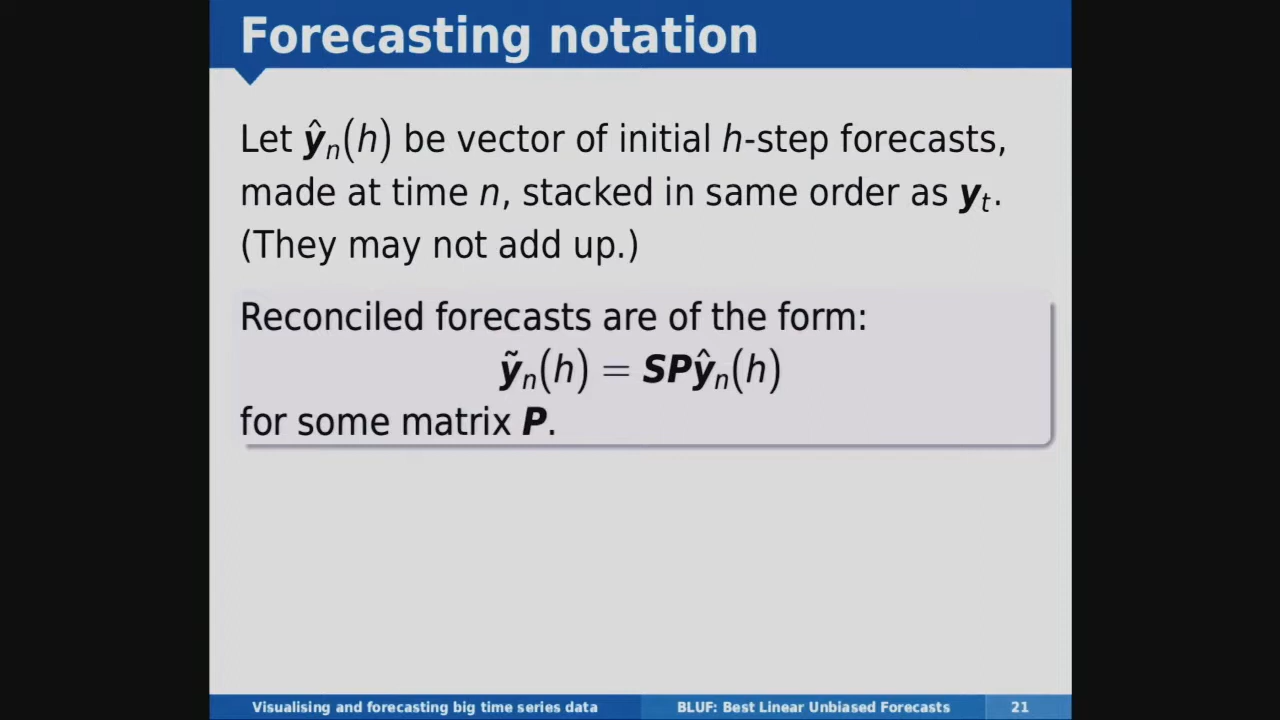 Forecasting notation
Let ŷₙ(h) be vector of initial h-step forecasts,
made at time n, stacked in same order as yₜ.
(They may not add up.)
Reconciled forecasts are of the form:
ỹₙ(h) = SPŷₙ(h)
for some matrix P.
Visualising and forecasting big time series data
BLUF: Best Linear Unbiased Forecasts
21